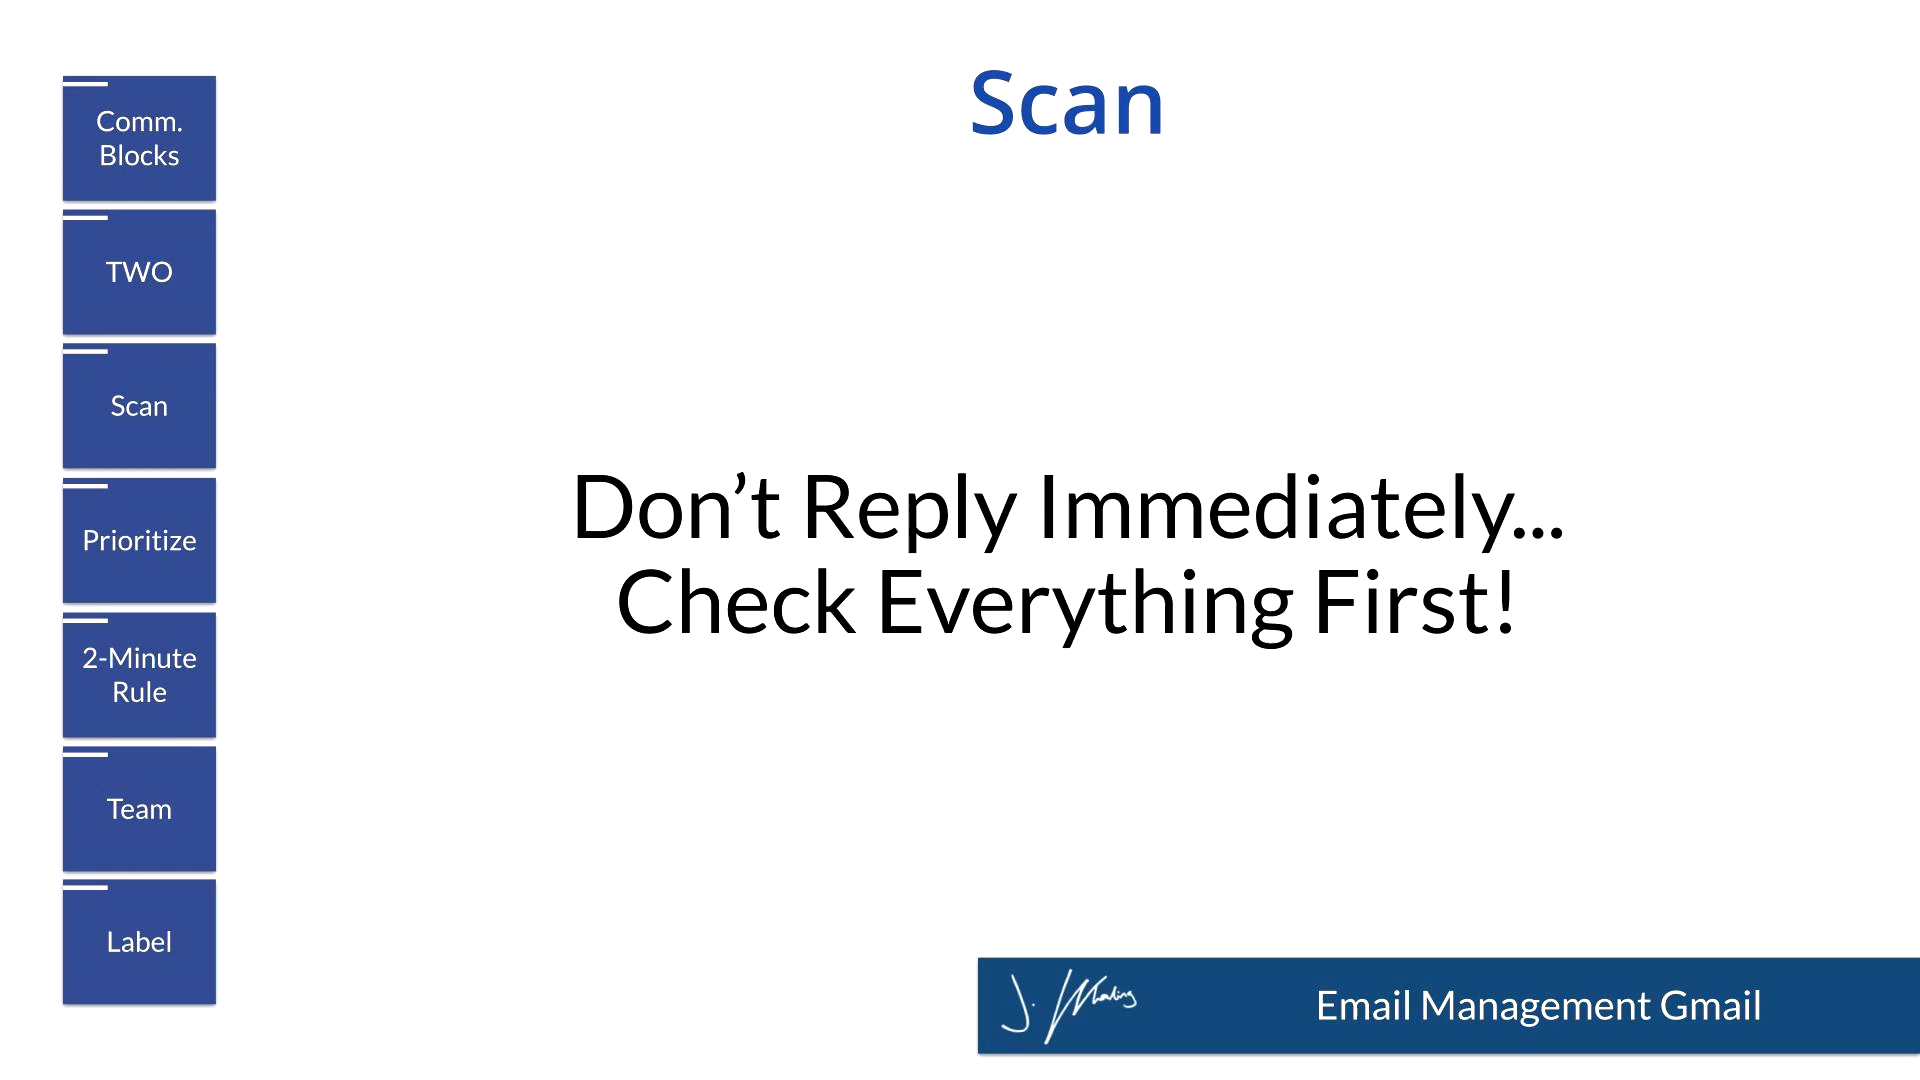 Scan
Comm.
Blocks
TWO
Scan
Prioritize
2-Minute
Rule
Team
Label
Don’t Reply Immediately...
Check Everything First!
Email Management Gmail